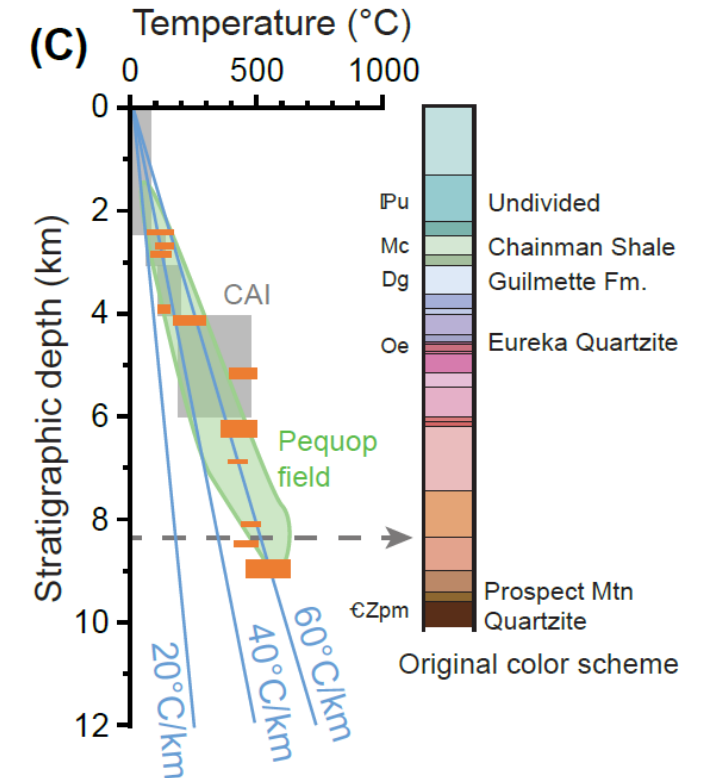 (C)
Temperature (°C)
0 500 1000
Stratigraphic depth (km)
0
2
4
6
8
10
12
CAI
Pequop
field
20°C/km
40°C/km
60°C/km
ℙu Undivided
Mc Chainman Shale
Dg Guilmette Fm.
Oe Eureka Quartzite
€Zpm Prospect Mtn
Quartzite
Original color scheme